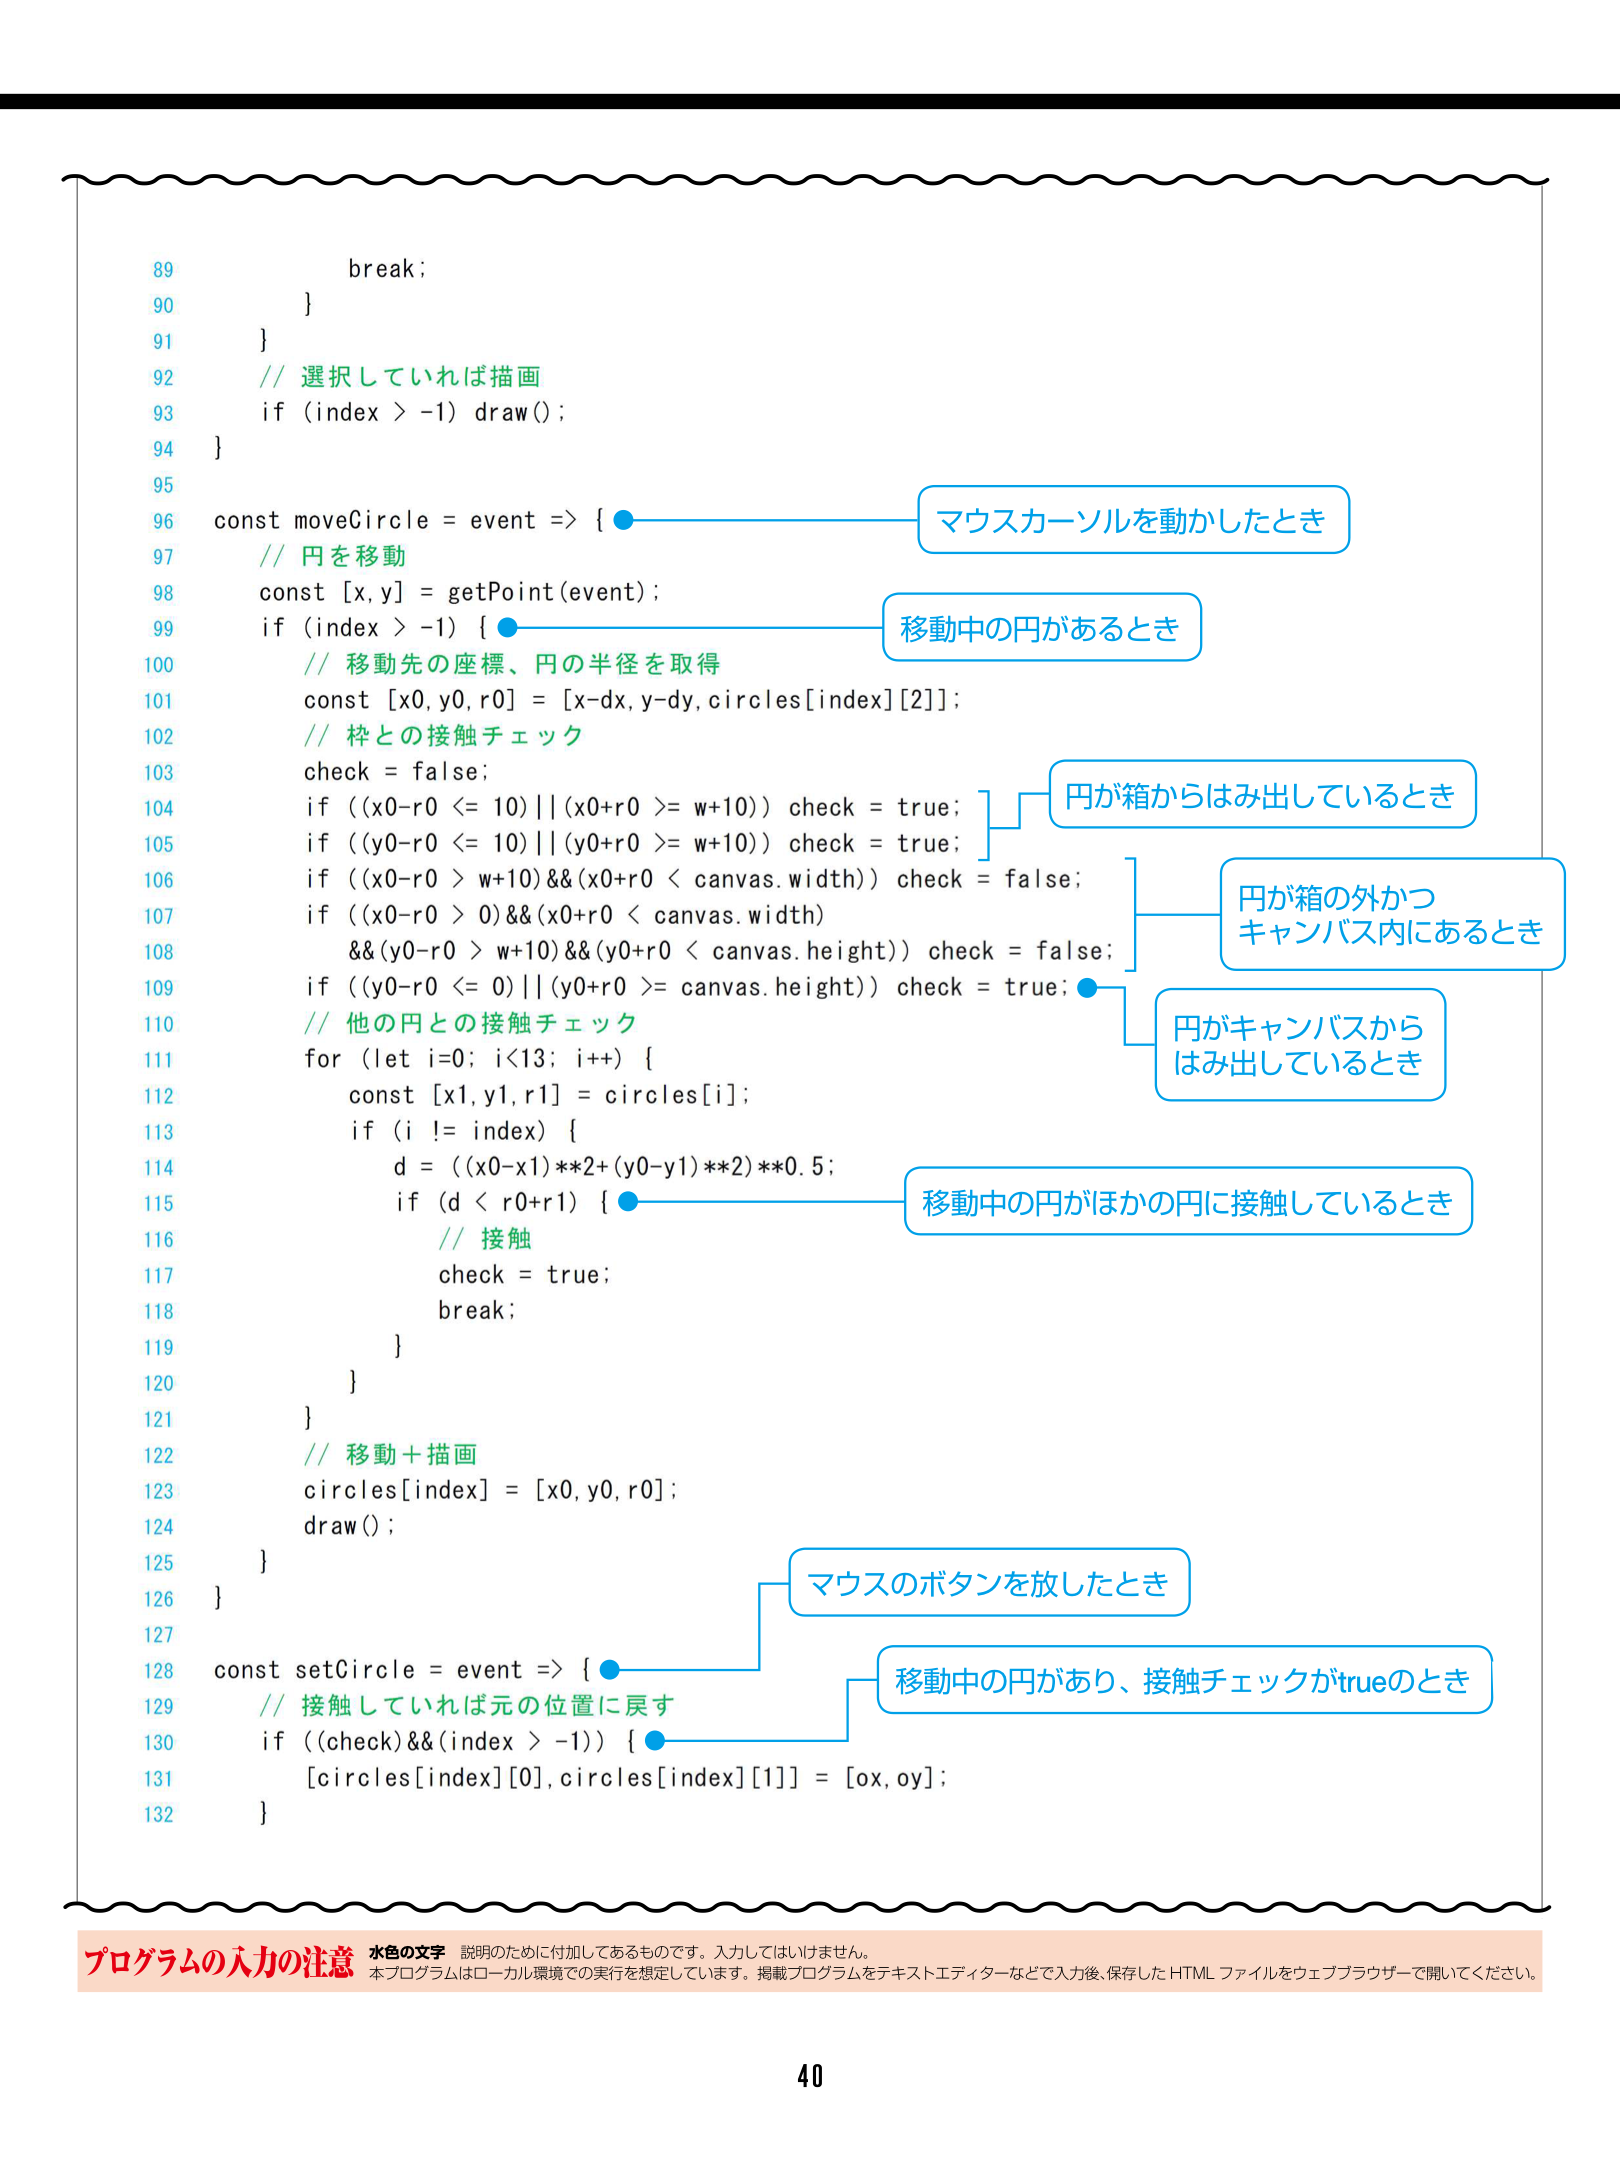 89 break;
90 }
91 }
92 // 選択していれば描画
93 if (index > -1) draw();
94 }
95
96 const moveCircle = event => {
マウスカーソルを動かしたとき
97 // 円を移動
98 const [x,y] = getPoint(event);
99 if (index > -1) {
移動中の円があるとき
100 // 移動先の座標、円の半径を取得
101 const [x0,y0,r0] = [x-dx,y-dy,circles[index][2]];
102 // 枠との接触チェック
103 check = false;
104 if ((x0-r0 <= 10)||(x0+r0 >= w+10)) check = true;
円が箱からはみ出しているとき
105 if ((y0-r0 <= 10)||(y0+r0 >= w+10)) check = true;
106 if ((x0-r0 > w+10)&&(x0+r0 < canvas.width)) check = false;
107 if ((x0-r0 > 0)&&(x0+r0 < canvas.width)
円が箱の外かつ
キャンバス内にあるとき
108 &&(y0-r0 > w+10)&&(y0+r0 < canvas.height)) check = false;
109 if ((y0-r0 <= 0)||(y0+r0 >= canvas.height)) check = true;
円がキャンバスから
はみ出しているとき
110 // 他の円との接触チェック
111 for (let i=0; i<13; i++) {
112 const [x1,y1,r1] = circles[i];
113 if (i != index) {
114 d = ((x0-x1)**2+(y0-y1)**2)**0.5;
115 if (d < r0+r1) {
移動中の円がほかの円に接触しているとき
116 // 接触
117 check = true;
118 break;
119 }
120 }
121 }
122 // 移動＋描画
123 circles[index] = [x0,y0,r0];
124 draw();
125 }
126 }
127
マウスのボタンを放したとき
128 const setCircle = event => {
129 // 接触していれば元の位置に戻す
移動中の円があり、接触チェックがtrueのとき
130 if ((check)&&(index > -1)) {
131 [circles[index][0],circles[index][1]] = [ox,oy];
132 }
プログラムの入力の注意
水色の文字 説明のために付加してあるものです。入力してはいけません。
本プログラムはローカル環境での実行を想定しています。掲載プログラムをテキストエディターなどで入力後、保存した HTML ファイルをウェブブラウザーで開いてください。
40